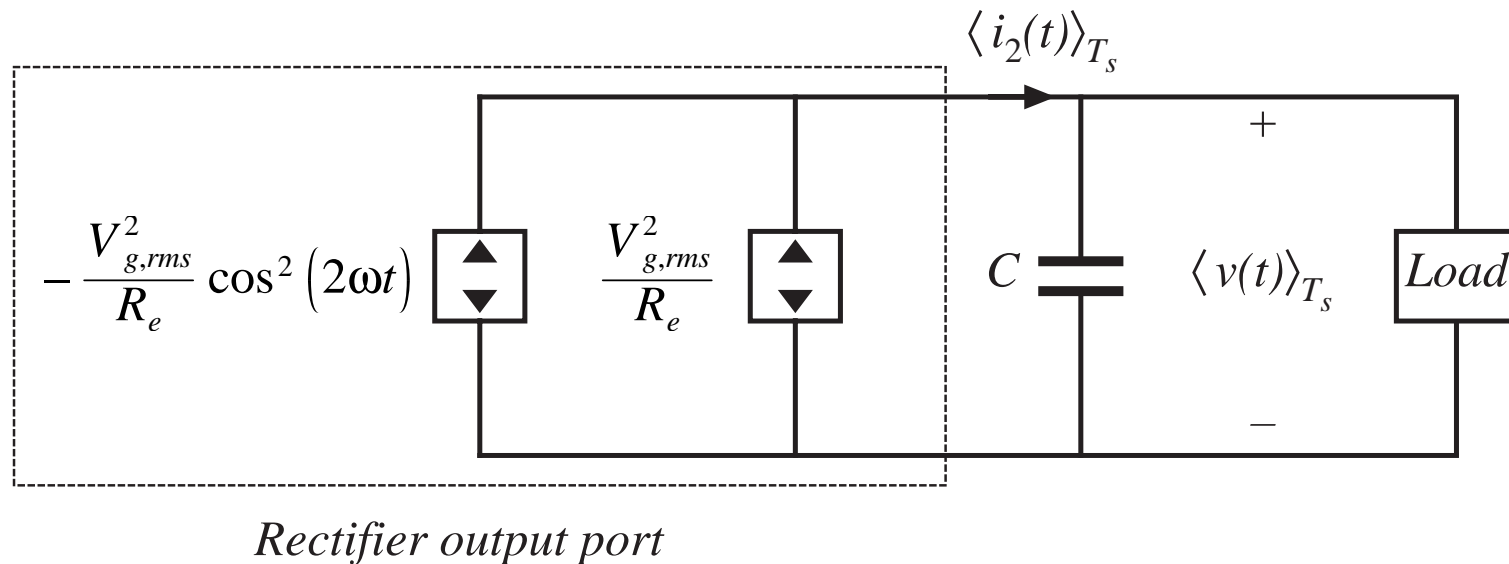 ⟨ i₂(t)⟩Tₛ
+
− V²g,rms / Rₑ cos² (2ωt)
V²g,rms / Rₑ
C
⟨ v(t)⟩Tₛ
Load
−
Rectifier output port